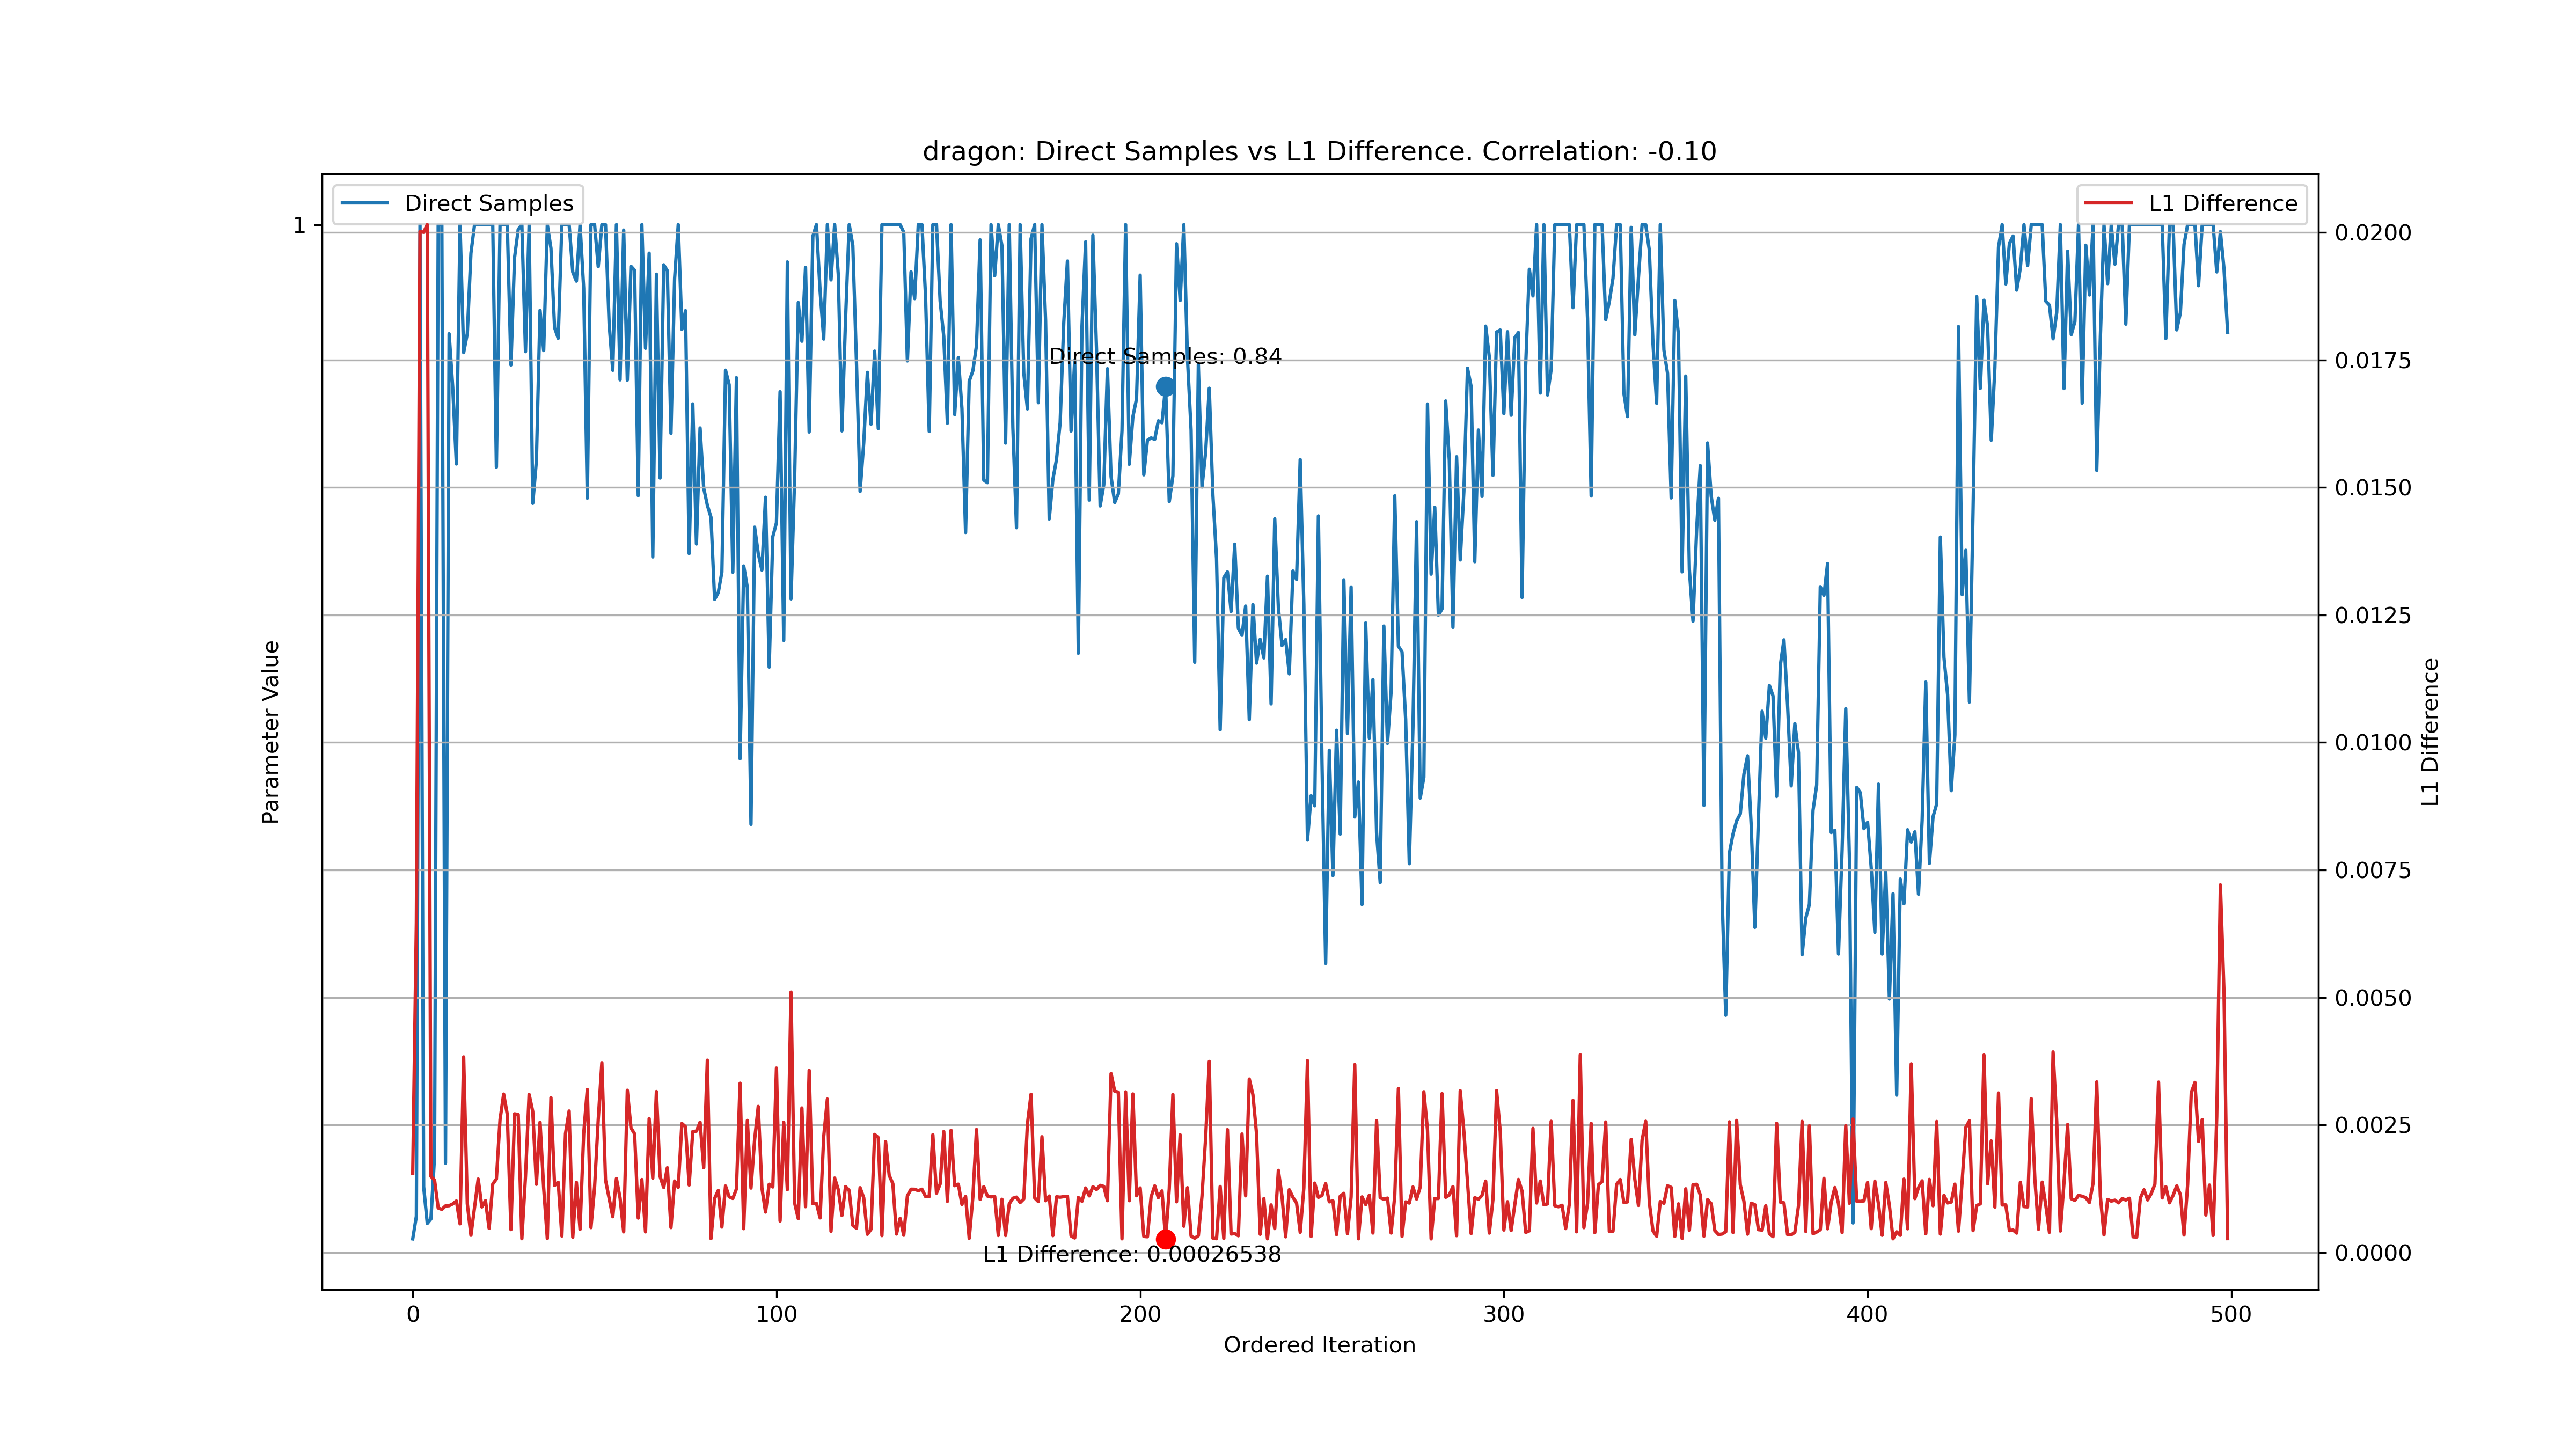 dragon: Direct Samples vs L1 Difference. Correlation: -0.10
Direct Samples
L1 Difference
1
0.0200
Direct Samples: 0.84
0.0175
0.0150
0.0125
Parameter Value
L1 Difference
0.0100
0.0075
0.0050
0.0025
0.0000
L1 Difference: 0.00026538
0 100 200 300 400 500
Ordered Iteration